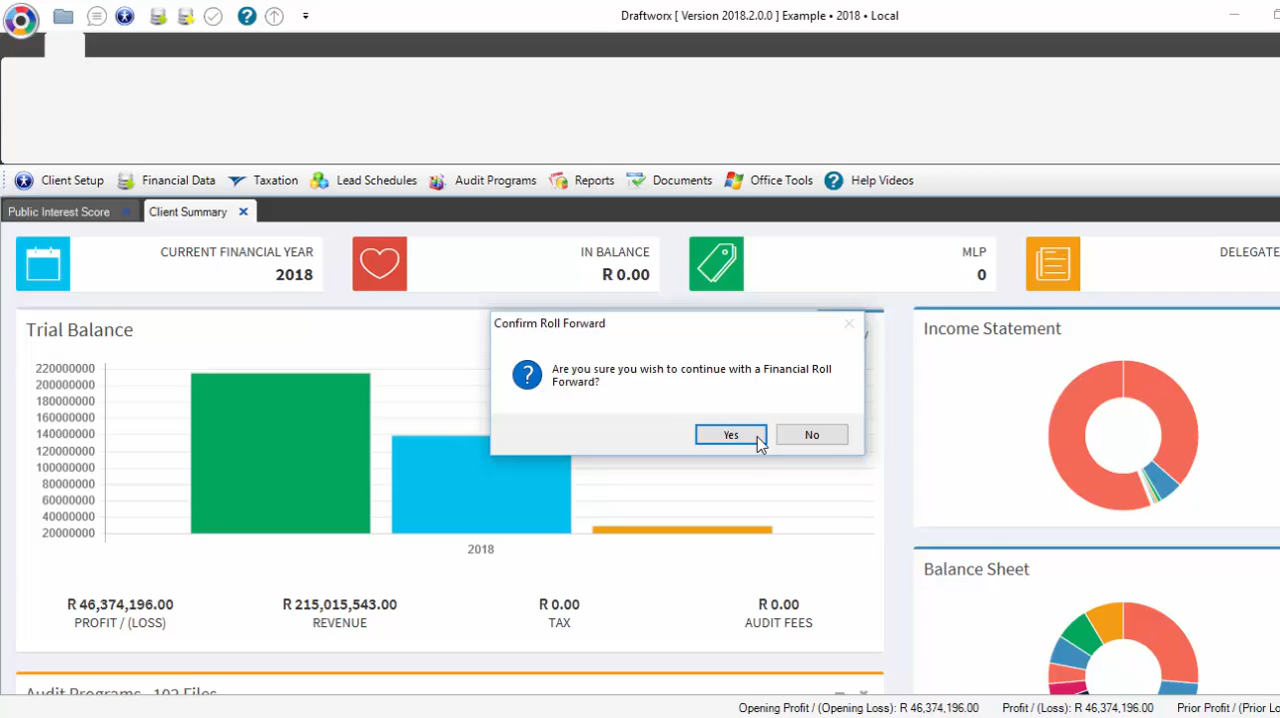 Draftworx [ Version 2018.2.0.0 ] Example • 2018 • Local
Client Setup Financial Data Taxation Lead Schedules Audit Programs Reports Documents Office Tools Help Videos
Public Interest Score Client Summary
CURRENT FINANCIAL YEAR
2018
IN BALANCE
R 0.00
MLP
0
DELEGATE
Trial Balance
220000000
200000000
180000000
160000000
140000000
120000000
100000000
80000000
60000000
40000000
20000000
2018
R 46,374,196.00
PROFIT / (LOSS)
R 215,015,543.00
REVENUE
R 0.00
TAX
R 0.00
AUDIT FEES
Confirm Roll Forward
Are you sure you wish to continue with a Financial Roll
Forward?
Yes No
Income Statement
Balance Sheet
Audit Programs - 102 Files
Opening Profit / (Opening Loss): R 46,374,196.00 Profit / (Loss): R 46,374,196.00 Prior Profit / (Prior Lo